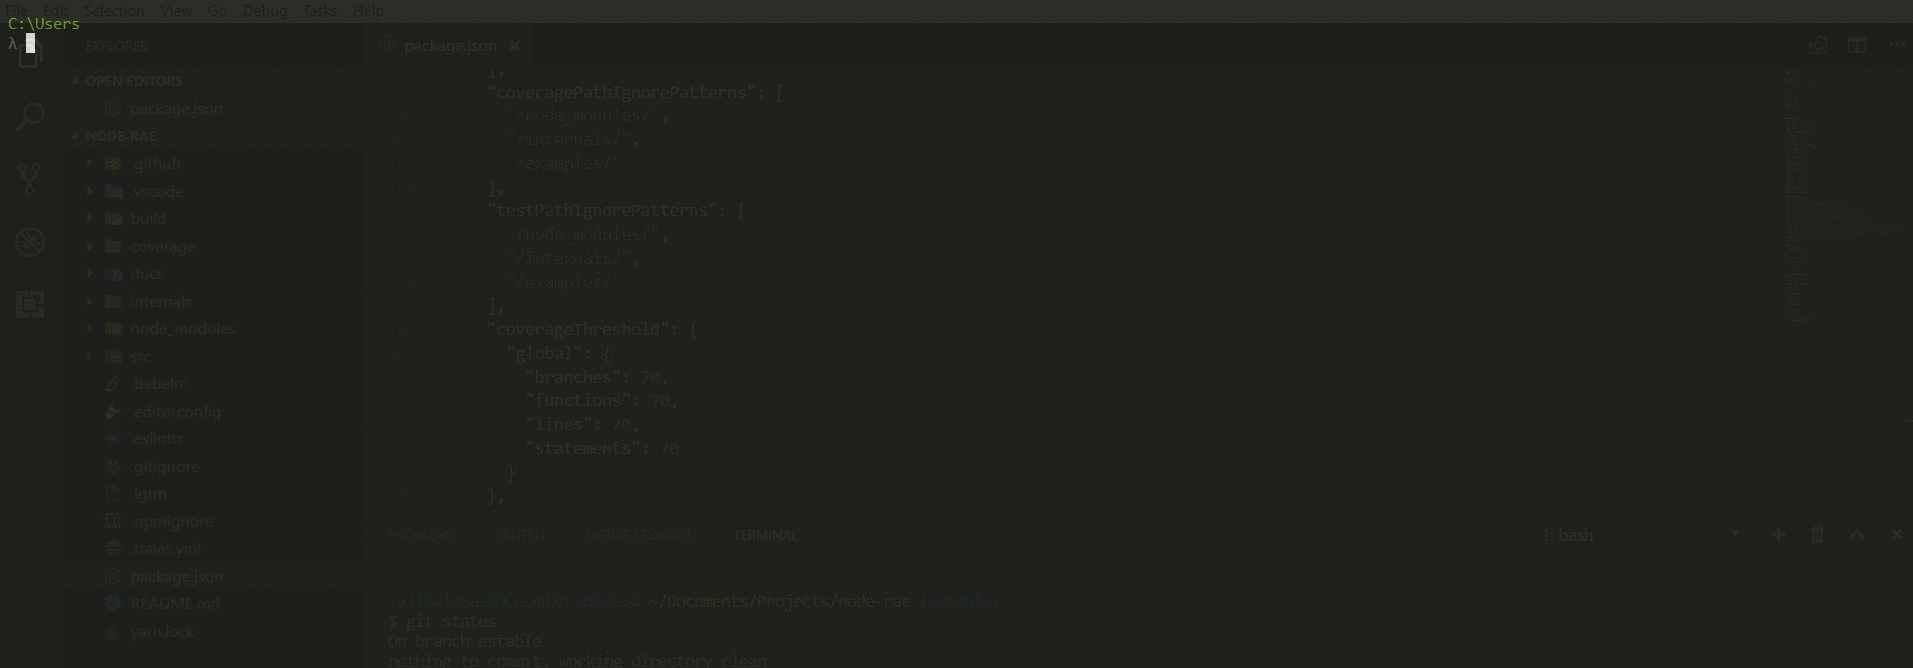 File Edit Selection View Go Debug Tasks Help
C:\Users
λ
EXPLORER
OPEN EDITORS
package.json
NODE-RAE
.github
.vscode
build
coverage
docs
internals
node_modules
src
.babelrc
.editorconfig
.eslintrc
.gitignore
.lgtm
.npmignore
.travis.yml
package.json
README.md
yarn.lock
package.json
],
"coveragePathIgnorePatterns": [
"/node_modules/",
"/internals/",
"/examples/"
],
"testPathIgnorePatterns": [
"/node_modules/",
"/internals/",
"/examples/"
],
"coverageThreshold": {
"global": {
"branches": 70,
"functions": 70,
"lines": 70,
"statements": 70
}
},
PROBLEMS OUTPUT DEBUG CONSOLE TERMINAL 1: bash
~/Documents/Projects/node-rae (estable)
$ git status
On branch estable
nothing to commit, working directory clean